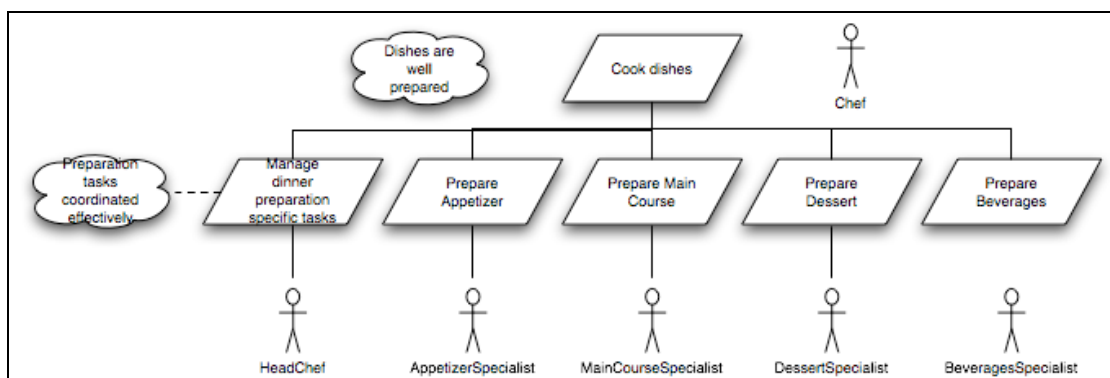 Dishes are
well
prepared
Cook dishes
Chef
Preparation
tasks
coordinated
effectively
Manage
dinner
preparation
specific tasks
Prepare
Appetizer
Prepare Main
Course
Prepare
Dessert
Prepare
Beverages
HeadChef
AppetizerSpecialist
MainCourseSpecialist
DessertSpecialist
BeveragesSpecialist